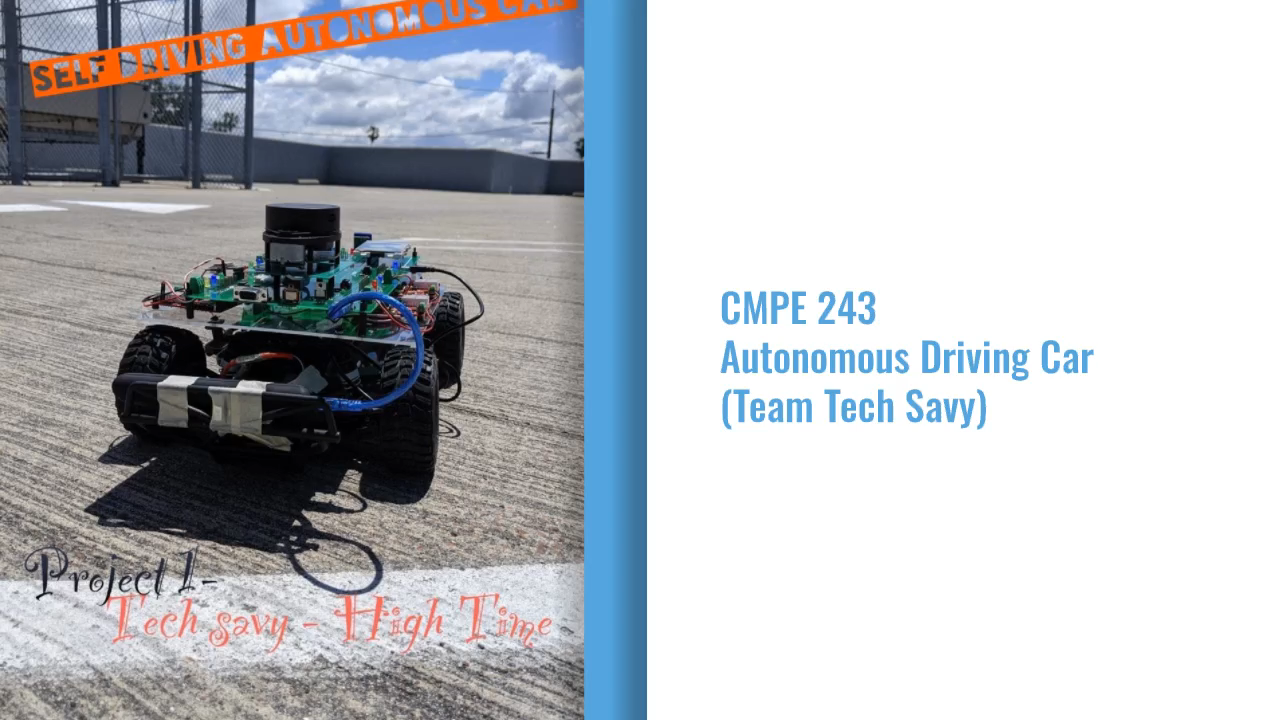 SELF DRIVING AUTONOMOUS CAR
Project 1-
Tech savy - High Time
CMPE 243
Autonomous Driving Car
(Team Tech Savy)